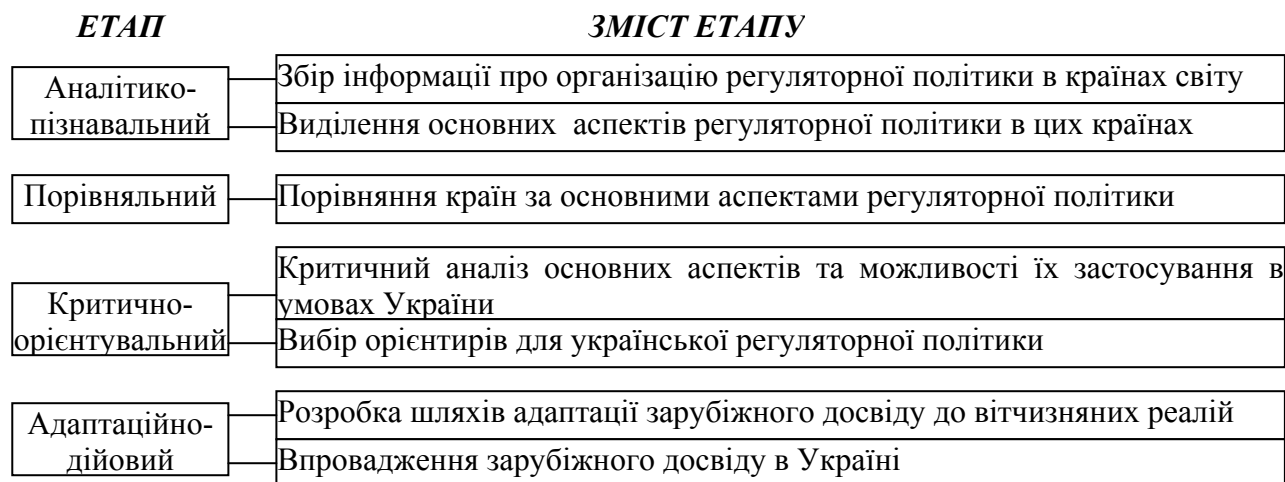 ЕТАП ЗМІСТ ЕТАПУ
Аналітико-
пізнавальний
Збір інформації про організацію регуляторної політики в країнах світу
Виділення основних аспектів регуляторної політики в цих країнах
Порівняльний
Порівняння країн за основними аспектами регуляторної політики
Критично-
орієнтувальний
Критичний аналіз основних аспектів та можливості їх застосування в
умовах України
Вибір орієнтирів для української регуляторної політики
Адаптаційно-
дійовий
Розробка шляхів адаптації зарубіжного досвіду до вітчизняних реалій
Впровадження зарубіжного досвіду в Україні